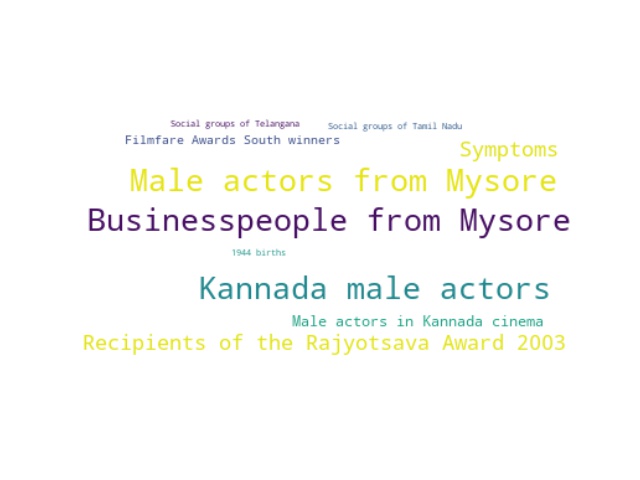 Social groups of Telangana
Social groups of Tamil Nadu
Filmfare Awards South winners
Symptoms
Male actors from Mysore
Businesspeople from Mysore
1944 births
Kannada male actors
Male actors in Kannada cinema
Recipients of the Rajyotsava Award 2003